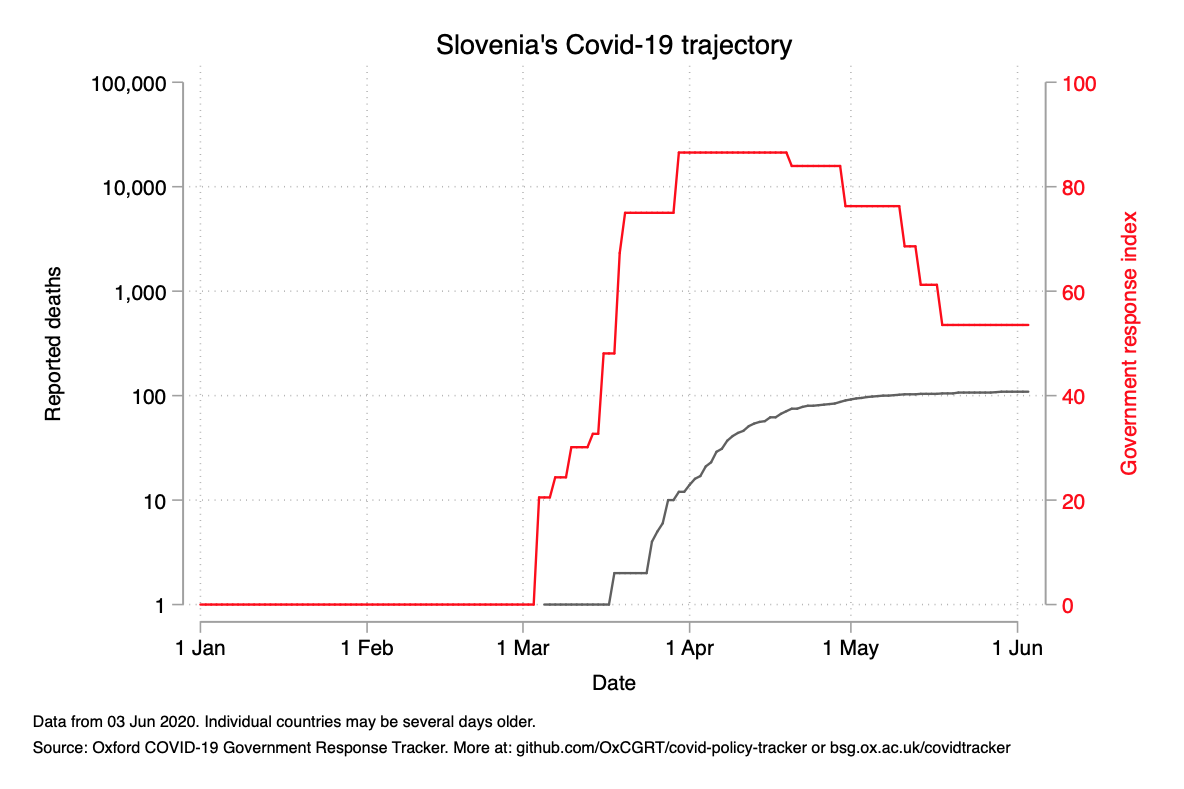 Slovenia's Covid-19 trajectory
100,000
10,000
1,000
100
10
1
Reported deaths
100
80
60
40
20
0
Government response index
1 Jan
1 Feb
1 Mar
1 Apr
1 May
1 Jun
Date
Data from 03 Jun 2020. Individual countries may be several days older.
Source: Oxford COVID-19 Government Response Tracker. More at: github.com/OxCGRT/covid-policy-tracker or bsg.ox.ac.uk/covidtracker